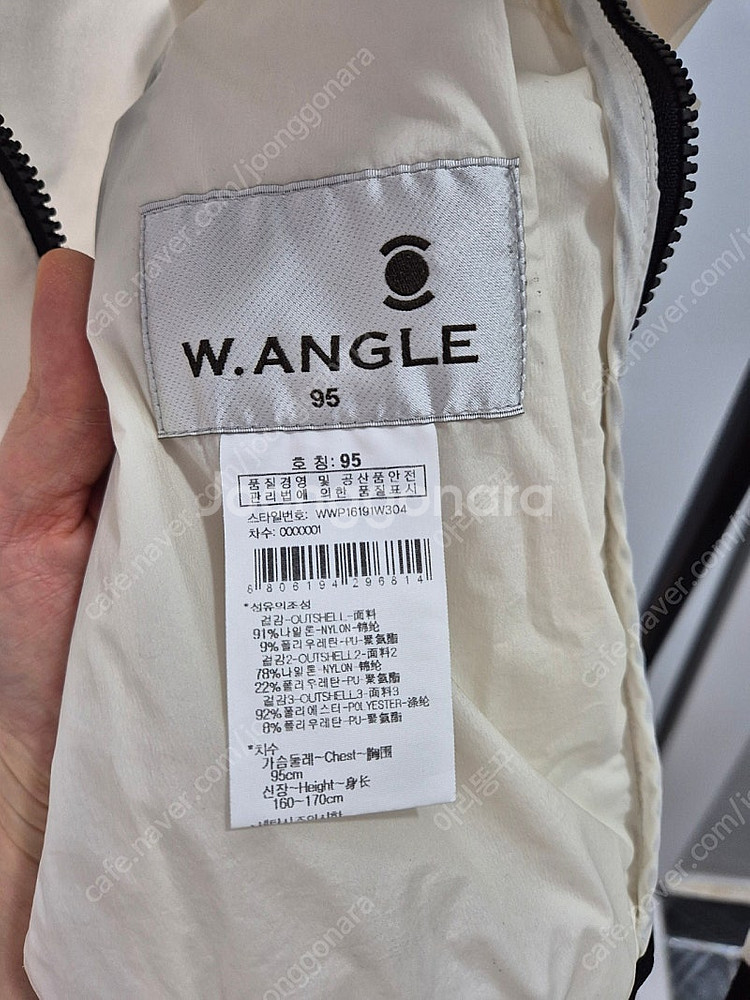 W.ANGLE
95
호 칭: 95
품질경영 및 공산품안전
관리법에 의한 품질표시
스타일번호: WWP16191W304
차수: 0000001
8 806194 296814
*섬유의조성
겉감-OUTSHELL-面料
91%나일론-NYLON-锦纶
9%폴리우레탄-PU-聚氨酯
겉감2-OUTSHELL2-面料2
78%나일론-NYLON-锦纶
22%폴리우레탄-PU-聚氨酯
겉감3-OUTSHELL3-面料3
92%폴리에스터-POLYESTER-涤纶
8%폴리우레탄-PU-聚氨酯
*치수
가슴둘레~Chest~胸围
95cm
신장~Height~身长
160~170cm
joonggonara
cafe.naver.com/joonggonara